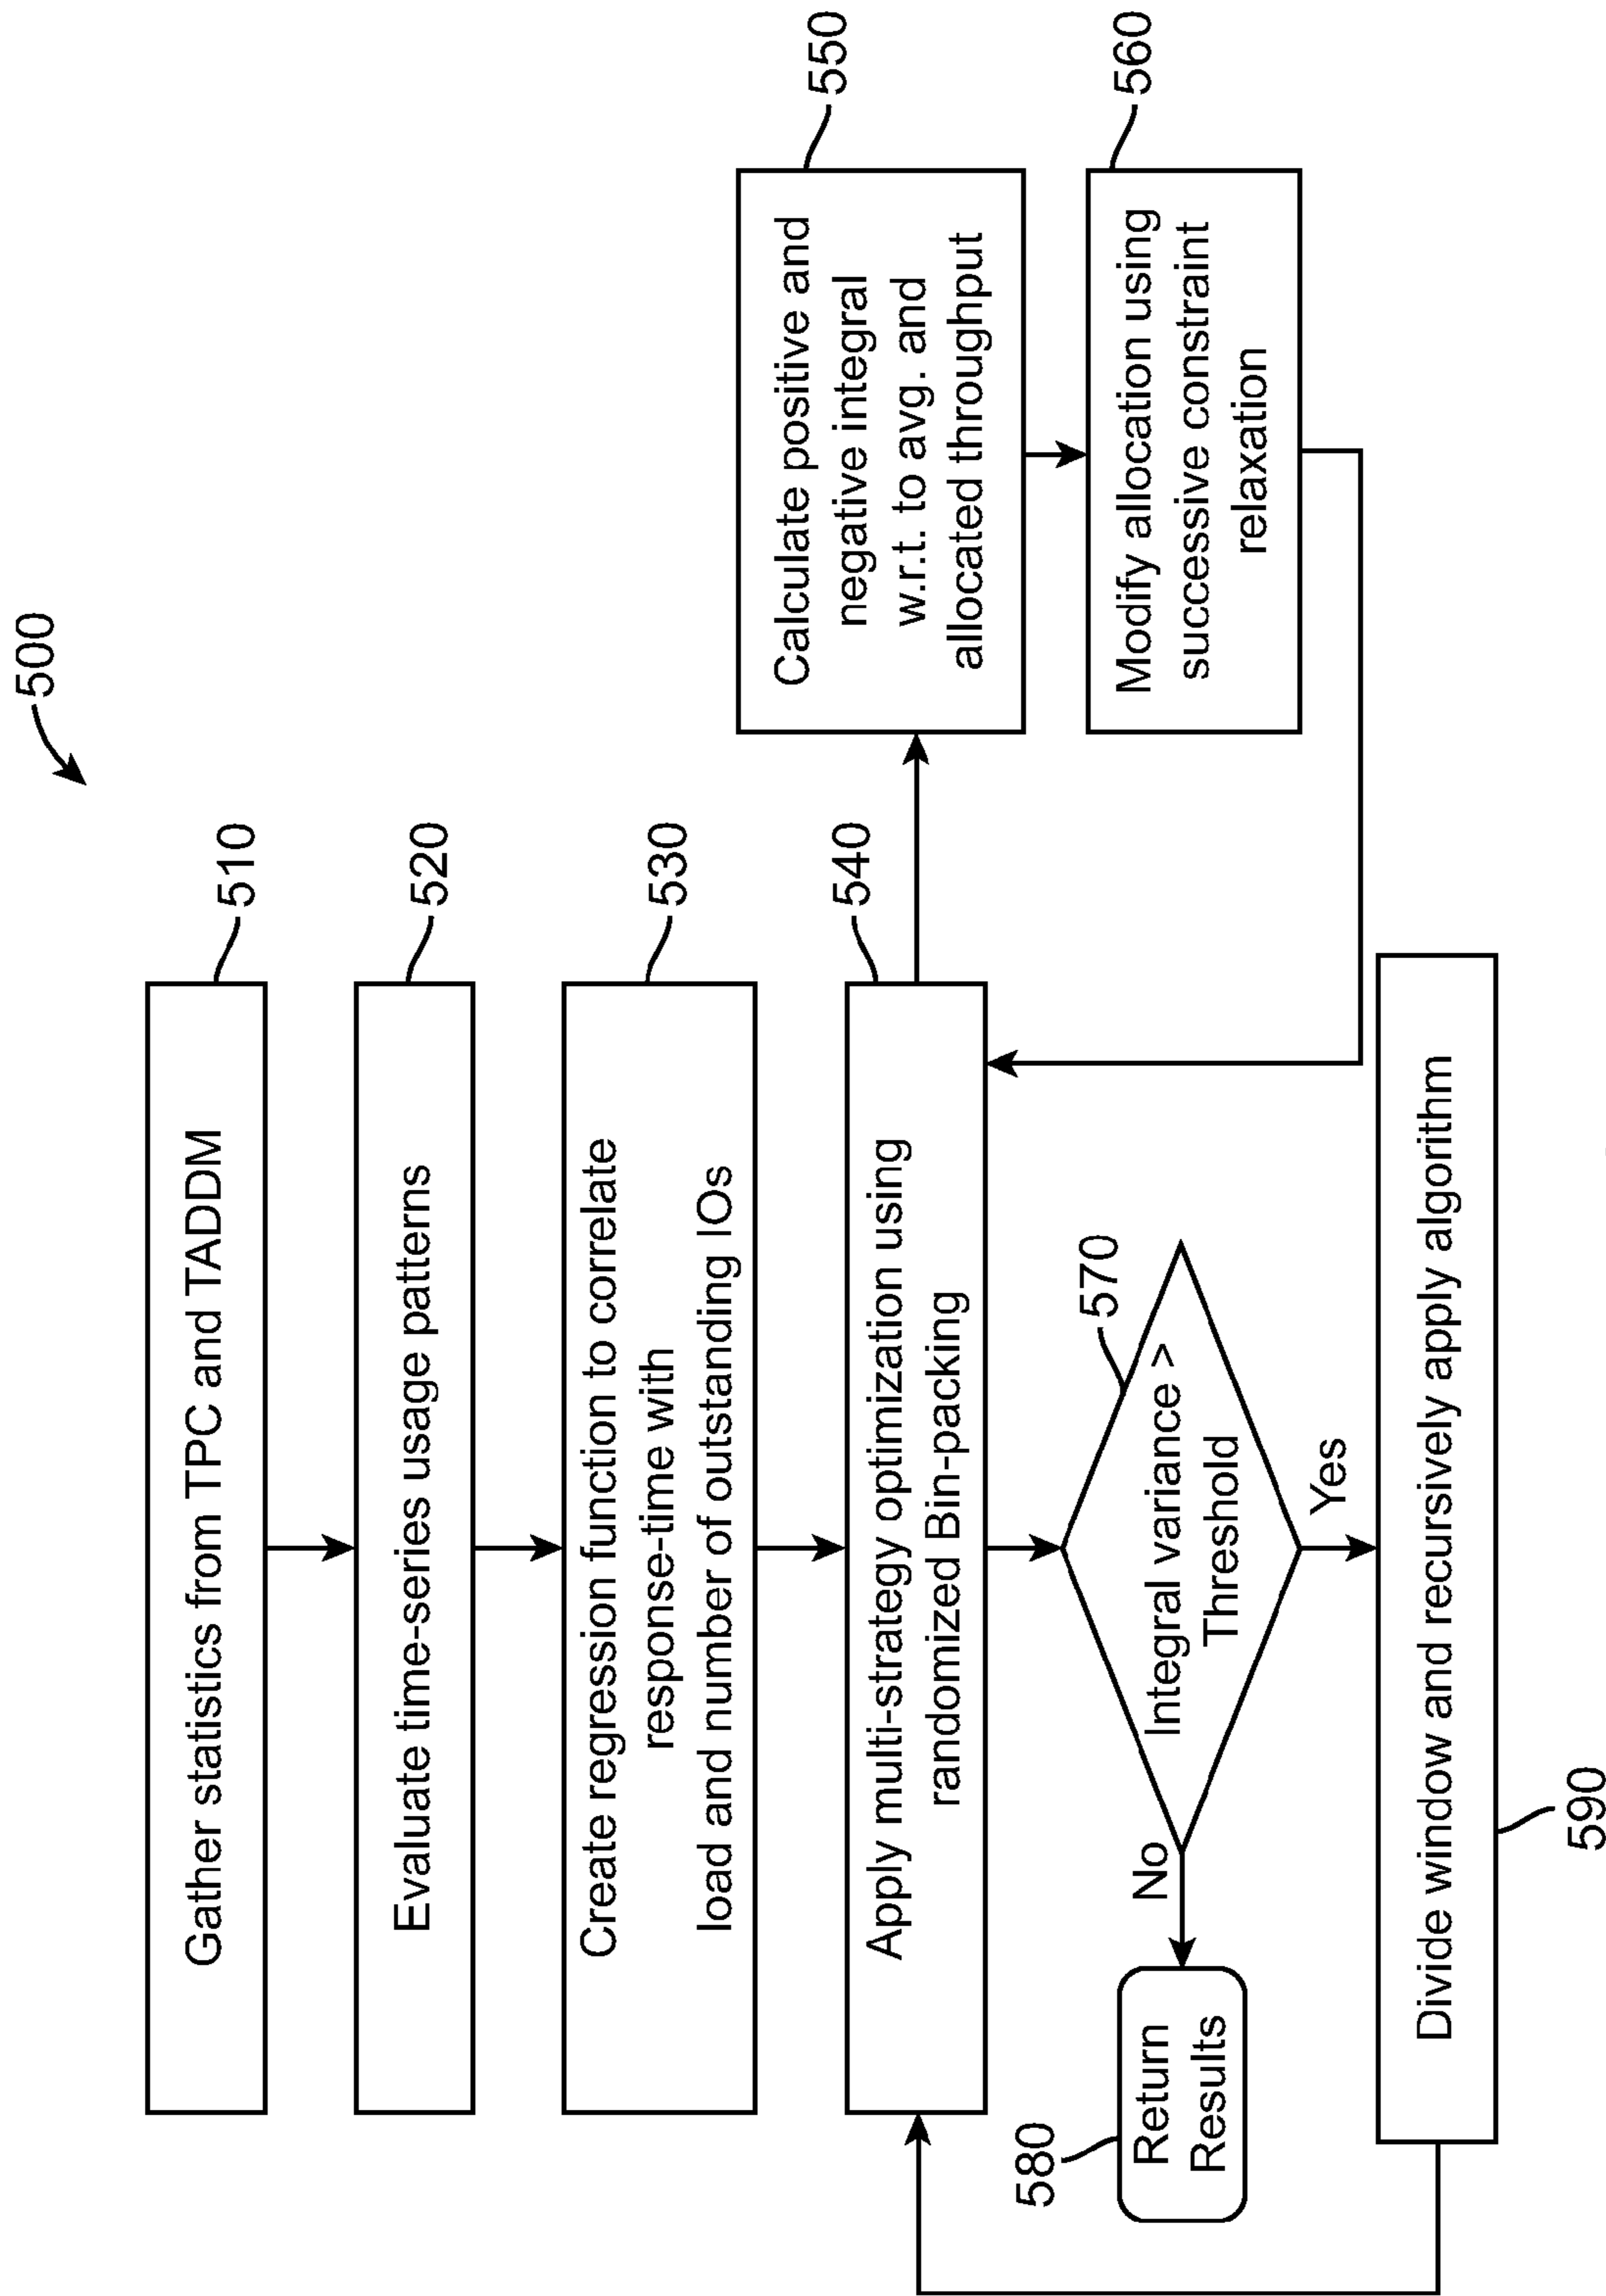 500
510
Gather statistics from TPC and TADDM
520
Evaluate time-series usage patterns
530
Create regression function to correlate
response-time with
load and number of outstanding IOs
540
Apply multi-strategy optimization using
randomized Bin-packing
550
Calculate positive and
negative integral
w.r.t. to avg. and
allocated throughput
560
Modify allocation using
successive constraint
relaxation
570
Integral variance >
Threshold
No
Yes
580
Return
Results
Divide window and recursively apply algorithm
590